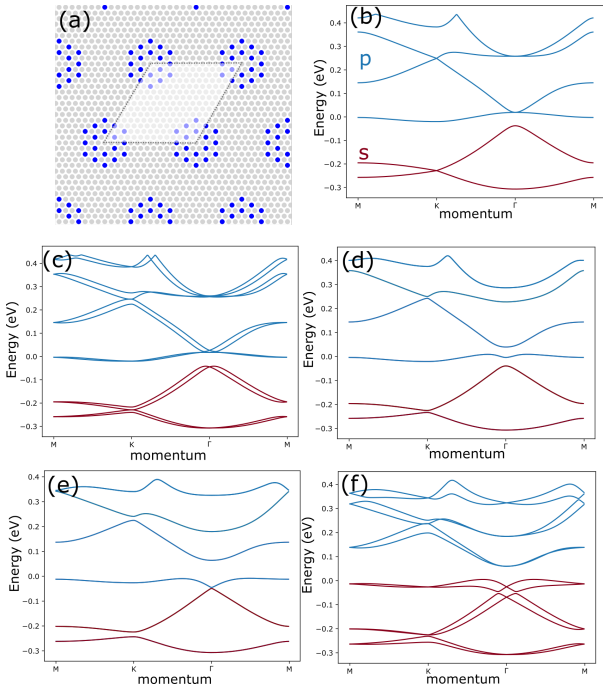 (a)
(b)
p
s
Energy (eV)
0.4
0.3
0.2
0.1
0.0
−0.1
−0.2
−0.3
M
K
Γ
M
momentum
(c)
Energy (eV)
0.4
0.3
0.2
0.1
0.0
−0.1
−0.2
−0.3
M
K
Γ
M
momentum
(d)
Energy (eV)
0.4
0.3
0.2
0.1
0.0
−0.1
−0.2
−0.3
M
K
Γ
M
momentum
(e)
Energy (eV)
0.4
0.3
0.2
0.1
0.0
−0.1
−0.2
−0.3
M
K
Γ
M
momentum
(f)
Energy (eV)
0.4
0.3
0.2
0.1
0.0
−0.1
−0.2
−0.3
M
K
Γ
M
momentum